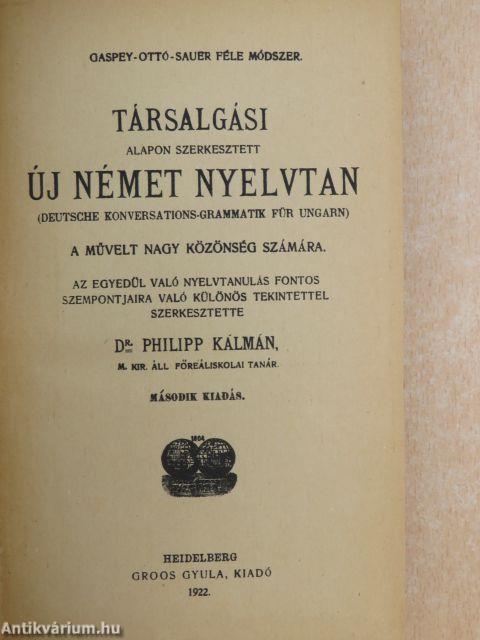 GASPEY-OTTÓ-SAUER FÉLE MÓDSZER.
TÁRSALGÁSI
ALAPON SZERKESZTETT
ÚJ NÉMET NYELVTAN
(DEUTSCHE KONVERSATIONS-GRAMMATIK FÜR UNGARN)
A MŰVELT NAGY KÖZÖNSÉG SZÁMÁRA.
AZ EGYEDÜL VALÓ NYELVTANULÁS FONTOS
SZEMPONTJAIRA VALÓ KÜLÖNÖS TEKINTETTEL
SZERKESZTETTE
DR. PHILIPP KÁLMÁN,
M. KIR. ÁLL FŐREÁLISKOLAI TANÁR.
MÁSODIK KIADÁS.
HEIDELBERG
GROOS GYULA, KIADÓ
1922.
Antikvárium.hu